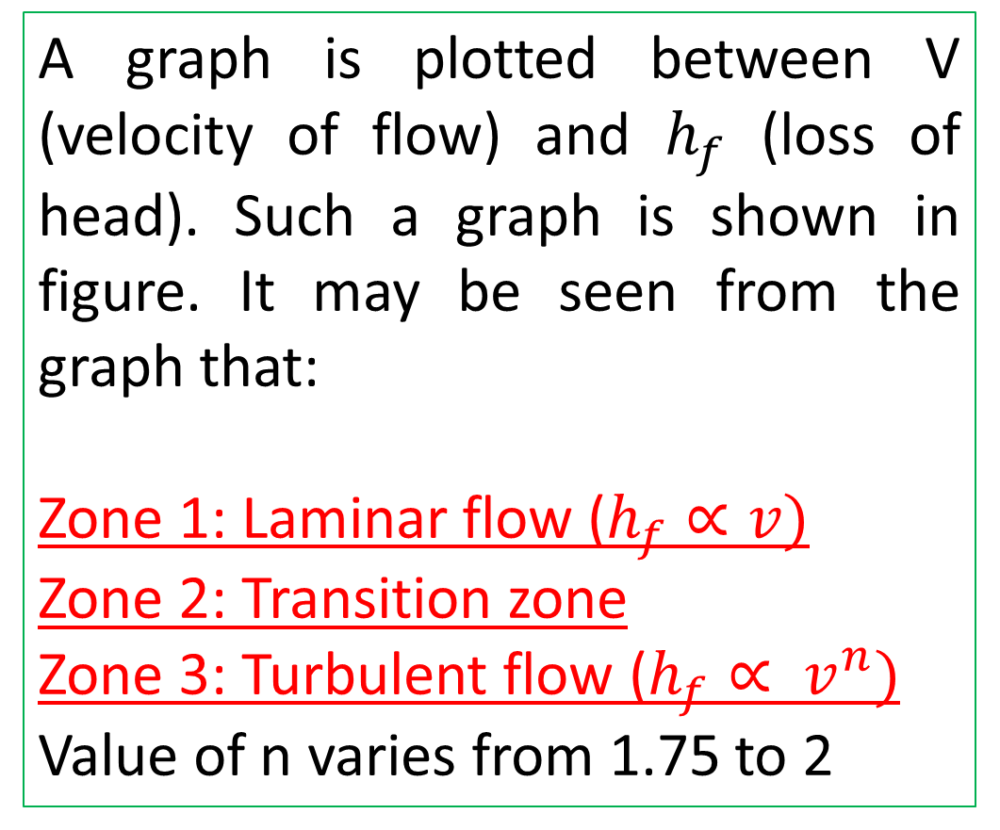 A graph is plotted between V
(velocity of flow) and h_f (loss of
head). Such a graph is shown in
figure. It may be seen from the
graph that:
Zone 1: Laminar flow (h_f ∝ v)
Zone 2: Transition zone
Zone 3: Turbulent flow (h_f ∝ v^n)
Value of n varies from 1.75 to 2